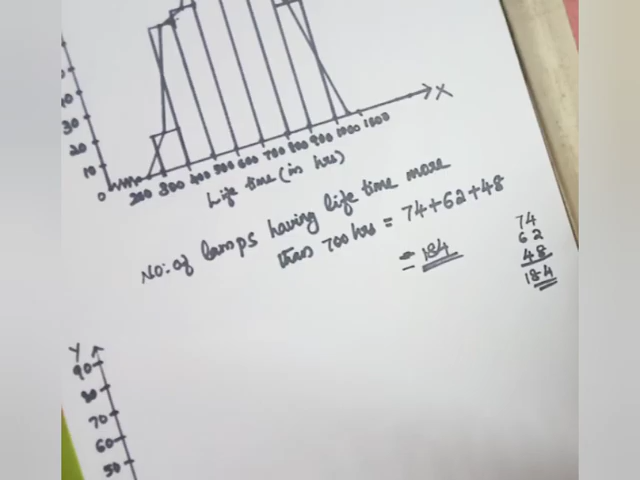 40
30
20
10
0
200 300 400 500 600 700 800 900 1000
X
Life time (in hrs)
No: of lamps having life time more
than 700 hrs = 74+62+48
= 184
74
62
48
184
Y
90
80
70
60
50